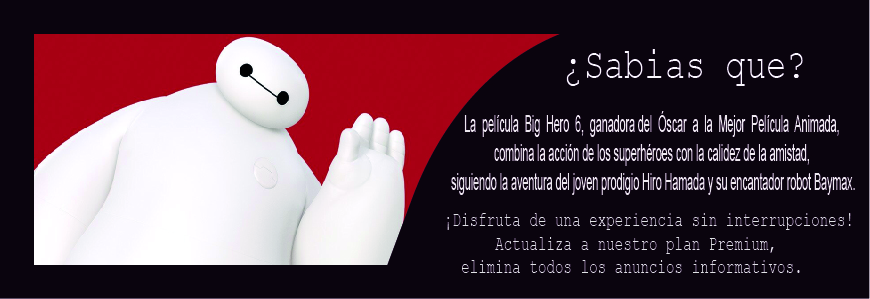 ¿Sabias que?
La película Big Hero 6, ganadora del Óscar a la Mejor Película Animada,
combina la acción de los superhéroes con la calidez de la amistad,
siguiendo la aventura del joven prodigio Hiro Hamada y su encantador robot Baymax.
¡Disfruta de una experiencia sin interrupciones!
Actualiza a nuestro plan Premium,
elimina todos los anuncios informativos.